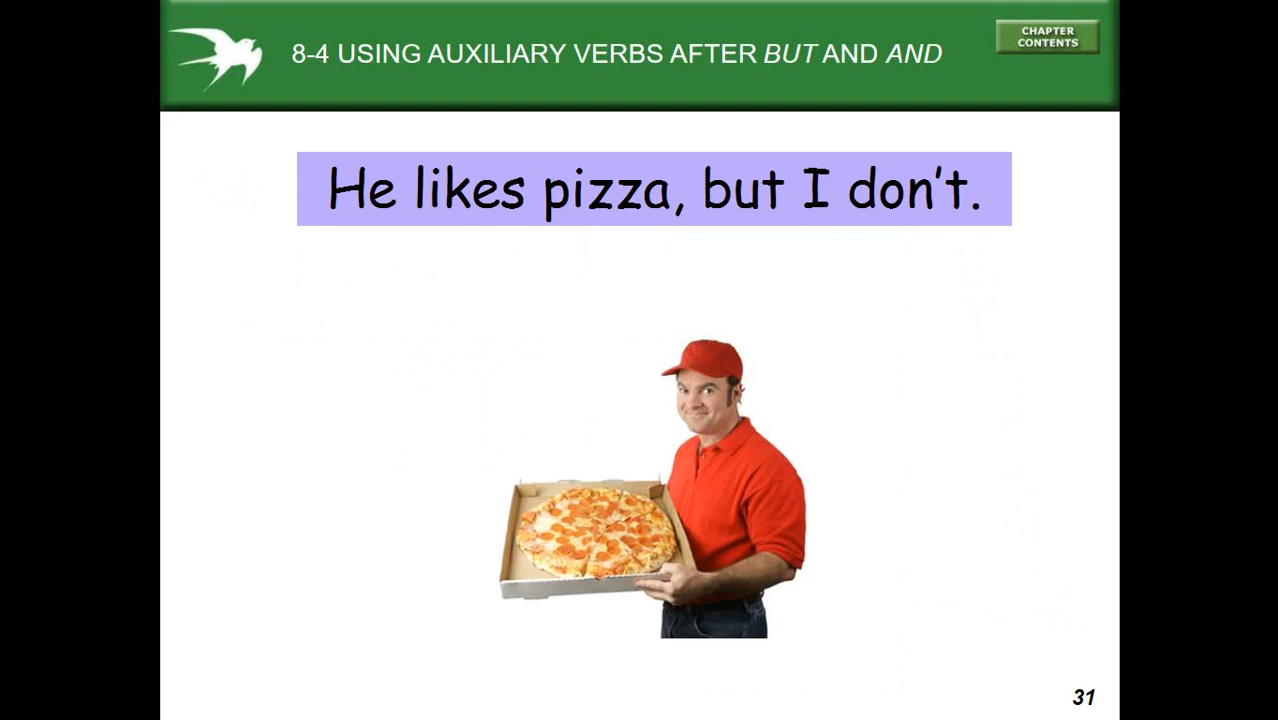 8-4 USING AUXILIARY VERBS AFTER BUT AND AND
CHAPTER
CONTENTS
He likes pizza, but I don’t.
31